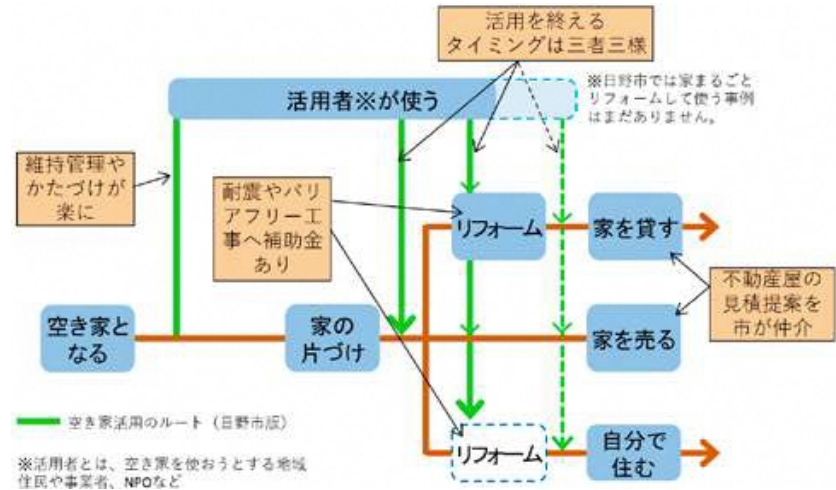 活用を終える
タイミングは三者三様
活用者※が使う
※日野市では家まるごと
リフォームして使う事例
はまだありません。
維持管理や
かたづけが
楽に
耐震やバリ
アフリー工
事へ補助金
あり
リフォーム
家を貸す
不動産屋の
見積提案を
市が仲介
空き家と
なる
家の
片づけ
家を売る
空き家活用のルート（日野市版）
リフォーム
自分で
住む
※活用者とは、空き家を使おうとする地域
住民や事業者、NPOなど